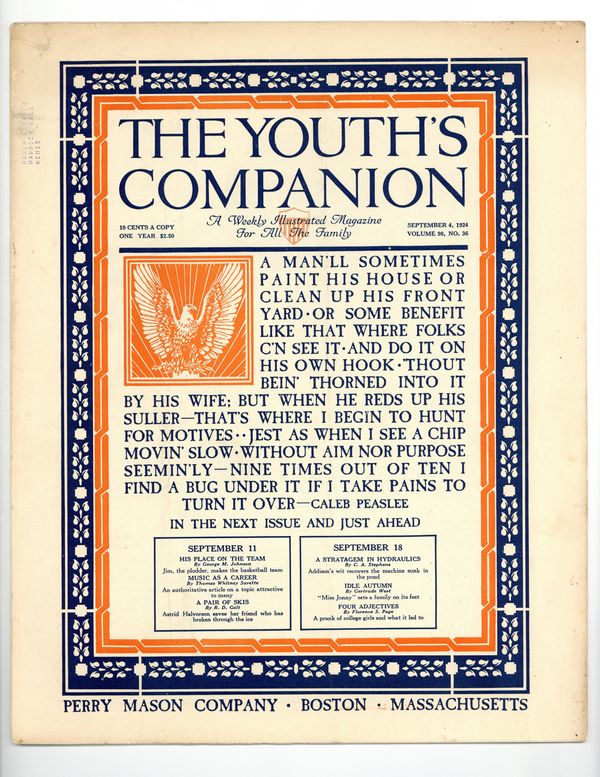 THE YOUTH'S
COMPANION
10 CENTS A COPY
ONE YEAR $2.50
A Weekly Illustrated Magazine
For All The Family
SEPTEMBER 4, 1924
VOLUME 98, NO. 36
A MAN'LL SOMETIMES
PAINT HIS HOUSE OR
CLEAN UP HIS FRONT
YARD·OR SOME BENEFIT
LIKE THAT WHERE FOLKS
C'N SEE IT·AND DO IT ON
HIS OWN HOOK·'THOUT
BEIN' THORNED INTO IT
BY HIS WIFE; BUT WHEN HE REDS UP HIS
SULLER—THAT'S WHERE I BEGIN TO HUNT
FOR MOTIVES··JEST AS WHEN I SEE A CHIP
MOVIN' SLOW·WITHOUT AIM NOR PURPOSE
SEEMIN'LY—NINE TIMES OUT OF TEN I
FIND A BUG UNDER IT IF I TAKE PAINS TO
TURN IT OVER—CALEB PEASLEE
IN THE NEXT ISSUE AND JUST AHEAD
SEPTEMBER 11
HIS PLACE ON THE TEAM
By George M. Johnson
Jim, the plodder, makes the basketball team
MUSIC AS A CAREER
By Thomas Whitney Surette
An authoritative article on a topic attractive
to many
A PAIR OF SKIS
By R. D. Galt
Astrid Halvorson saves her friend who has
broken through the ice
SEPTEMBER 18
A STRATAGEM IN HYDRAULICS
By C. A. Stephens
Addison's wit recovers the machine sunk in
the pond
IDLE AUTUMN
By Gertrude West
"Miss Jonny" sets a family on its feet
FOUR ADJECTIVES
By Florence S. Page
A prank of college girls and what it led to
PERRY MASON COMPANY · BOSTON · MASSACHUSETTS